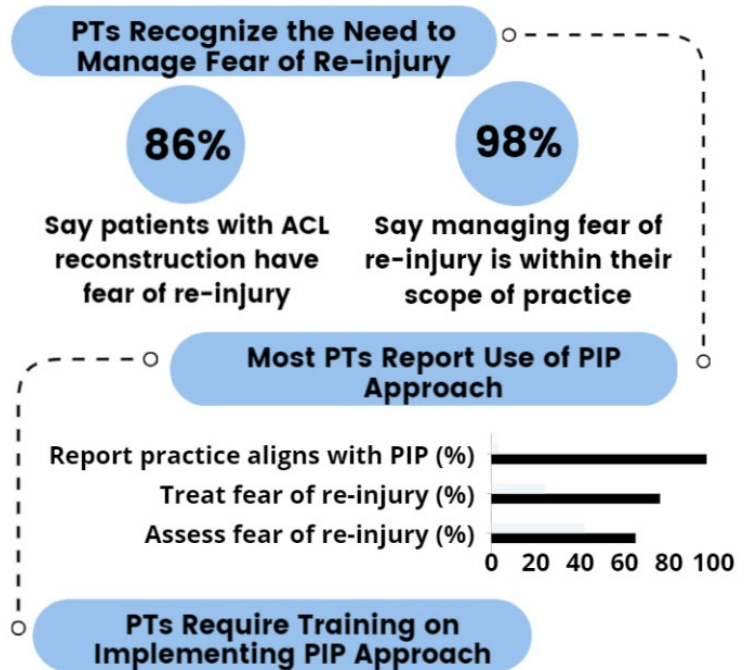 PTs Recognize the Need to
Manage Fear of Re-injury
86%
98%
Say patients with ACL
reconstruction have
fear of re-injury
Say managing fear of
re-injury is within their
scope of practice
Most PTs Report Use of PIP
Approach
Report practice aligns with PIP (%)
Treat fear of re-injury (%)
Assess fear of re-injury (%)
0 20 40 60 80 100
PTs Require Training on
Implementing PIP Approach